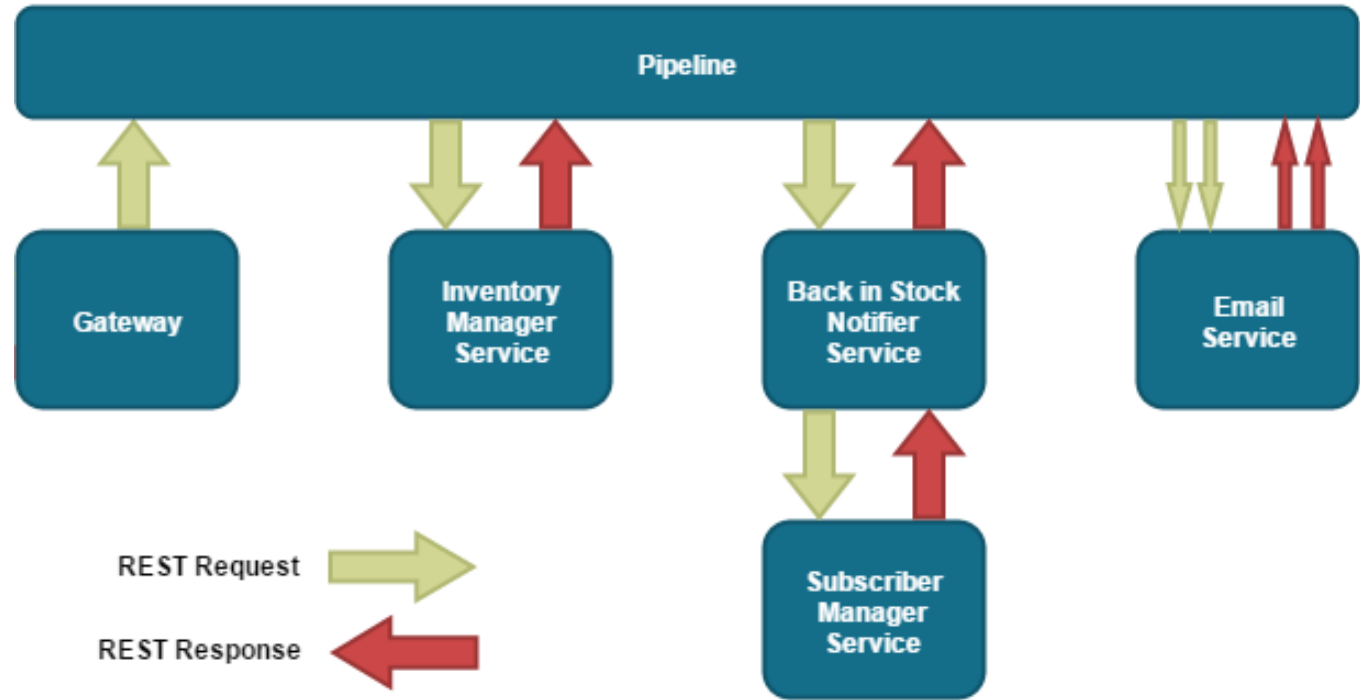 Pipeline
Gateway
Inventory
Manager
Service
Back in Stock
Notifier
Service
Email
Service
Subscriber
Manager
Service
REST Request
REST Response